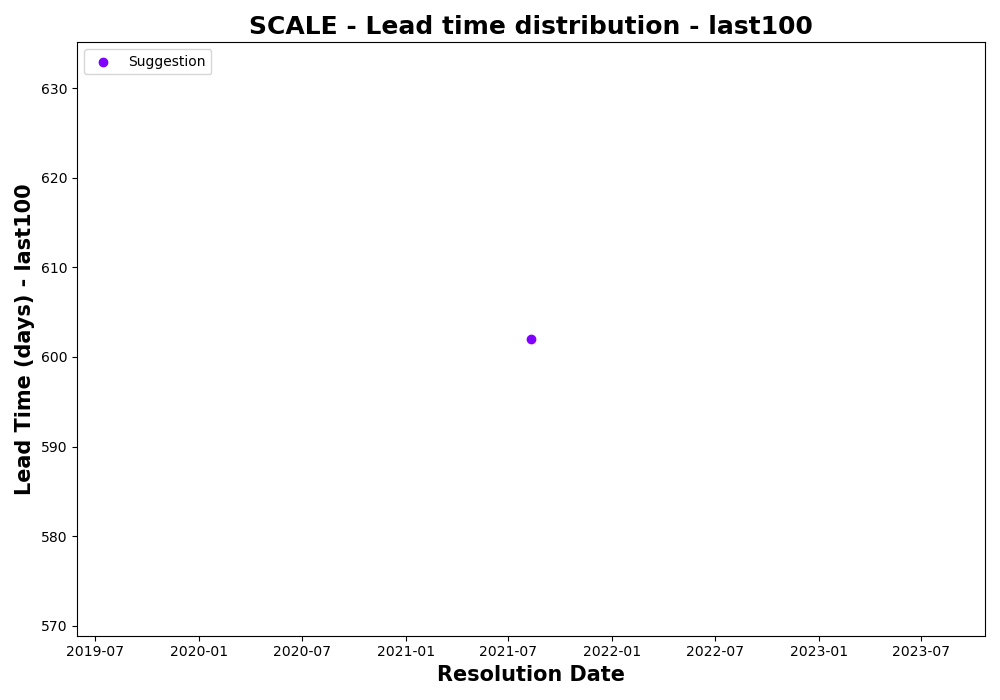 SCALE - Lead time distribution - last100
Suggestion
Lead Time (days) - last100
630
620
610
600
590
580
570
2019-07 2020-01 2020-07 2021-01 2021-07 2022-01 2022-07 2023-01 2023-07
Resolution Date